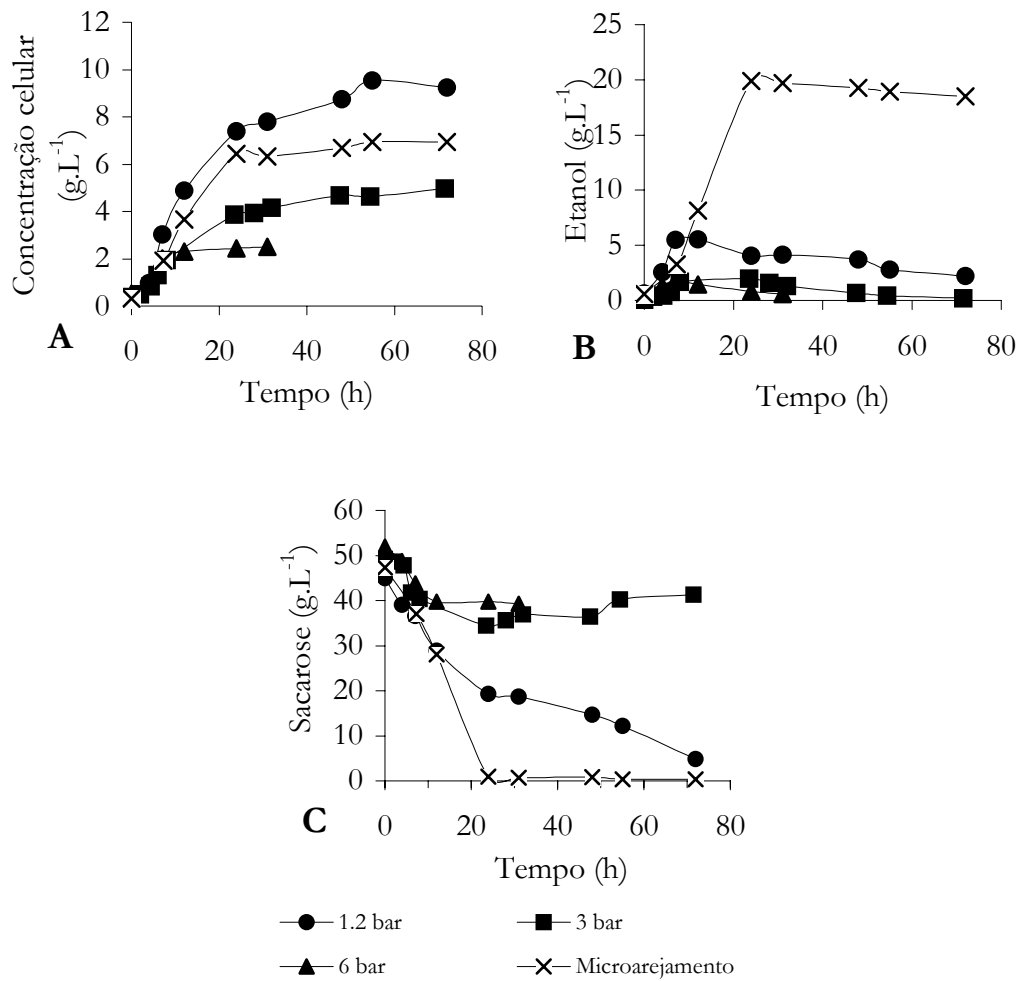 Concentração celular
(g.L⁻¹)
12
10
8
6
4
2
0
0 20 40 60 80
A
Tempo (h)
Etanol (g.L⁻¹)
25
20
15
10
5
0
0 20 40 60 80
B
Tempo (h)
Sacarose (g.L⁻¹)
60
50
40
30
20
10
0
0 20 40 60 80
C
Tempo (h)
1.2 bar
3 bar
6 bar
Microarejamento